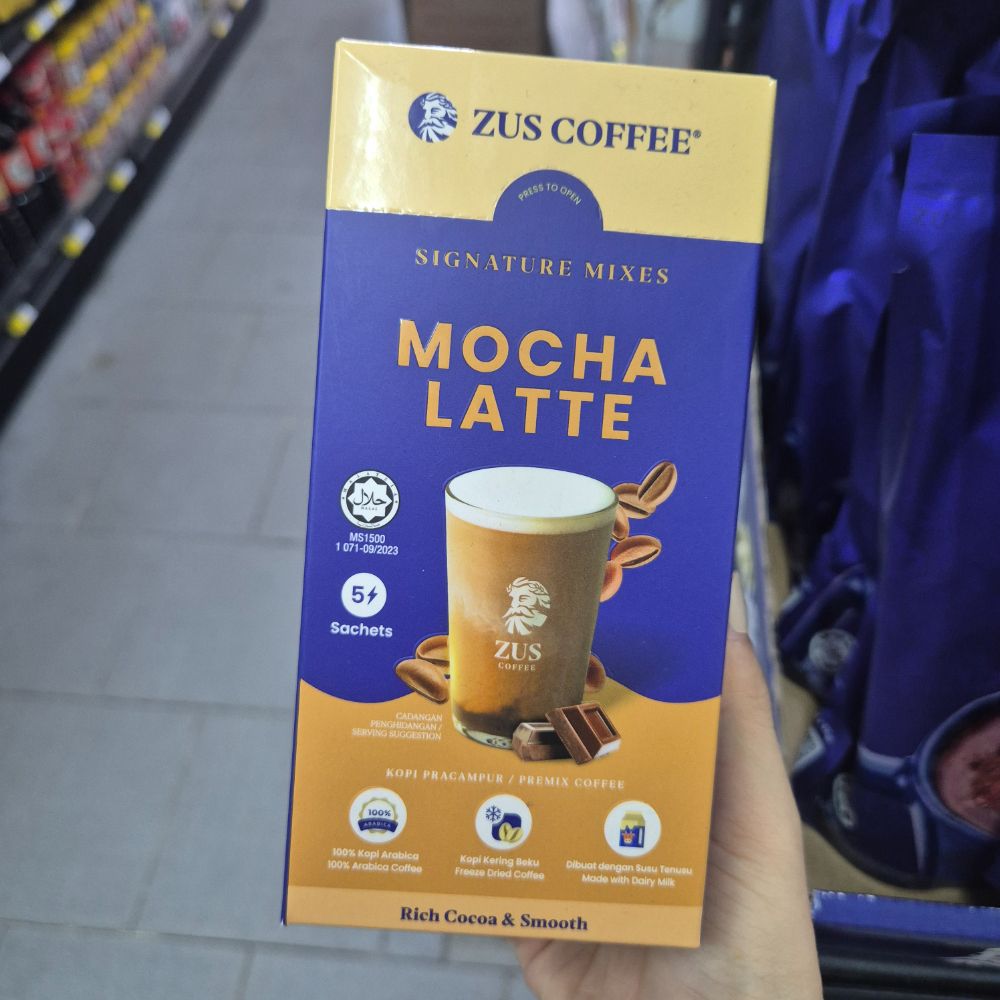 ZUS COFFEE®
PRESS TO OPEN
SIGNATURE MIXES
MOCHA
LATTE
حلال
HALAL
MS1500
1 071-09/2023
5
Sachets
ZUS
COFFEE
CADANGAN
PENGHIDANGAN /
SERVING SUGGESTION
KOPI PRACAMPUR / PREMIX COFFEE
100%
ARABICA
100% Kopi Arabica
100% Arabica Coffee
Kopi Kering Beku
Freeze Dried Coffee
Dibuat dengan Susu Tenusu
Made with Dairy Milk
Rich Cocoa & Smooth